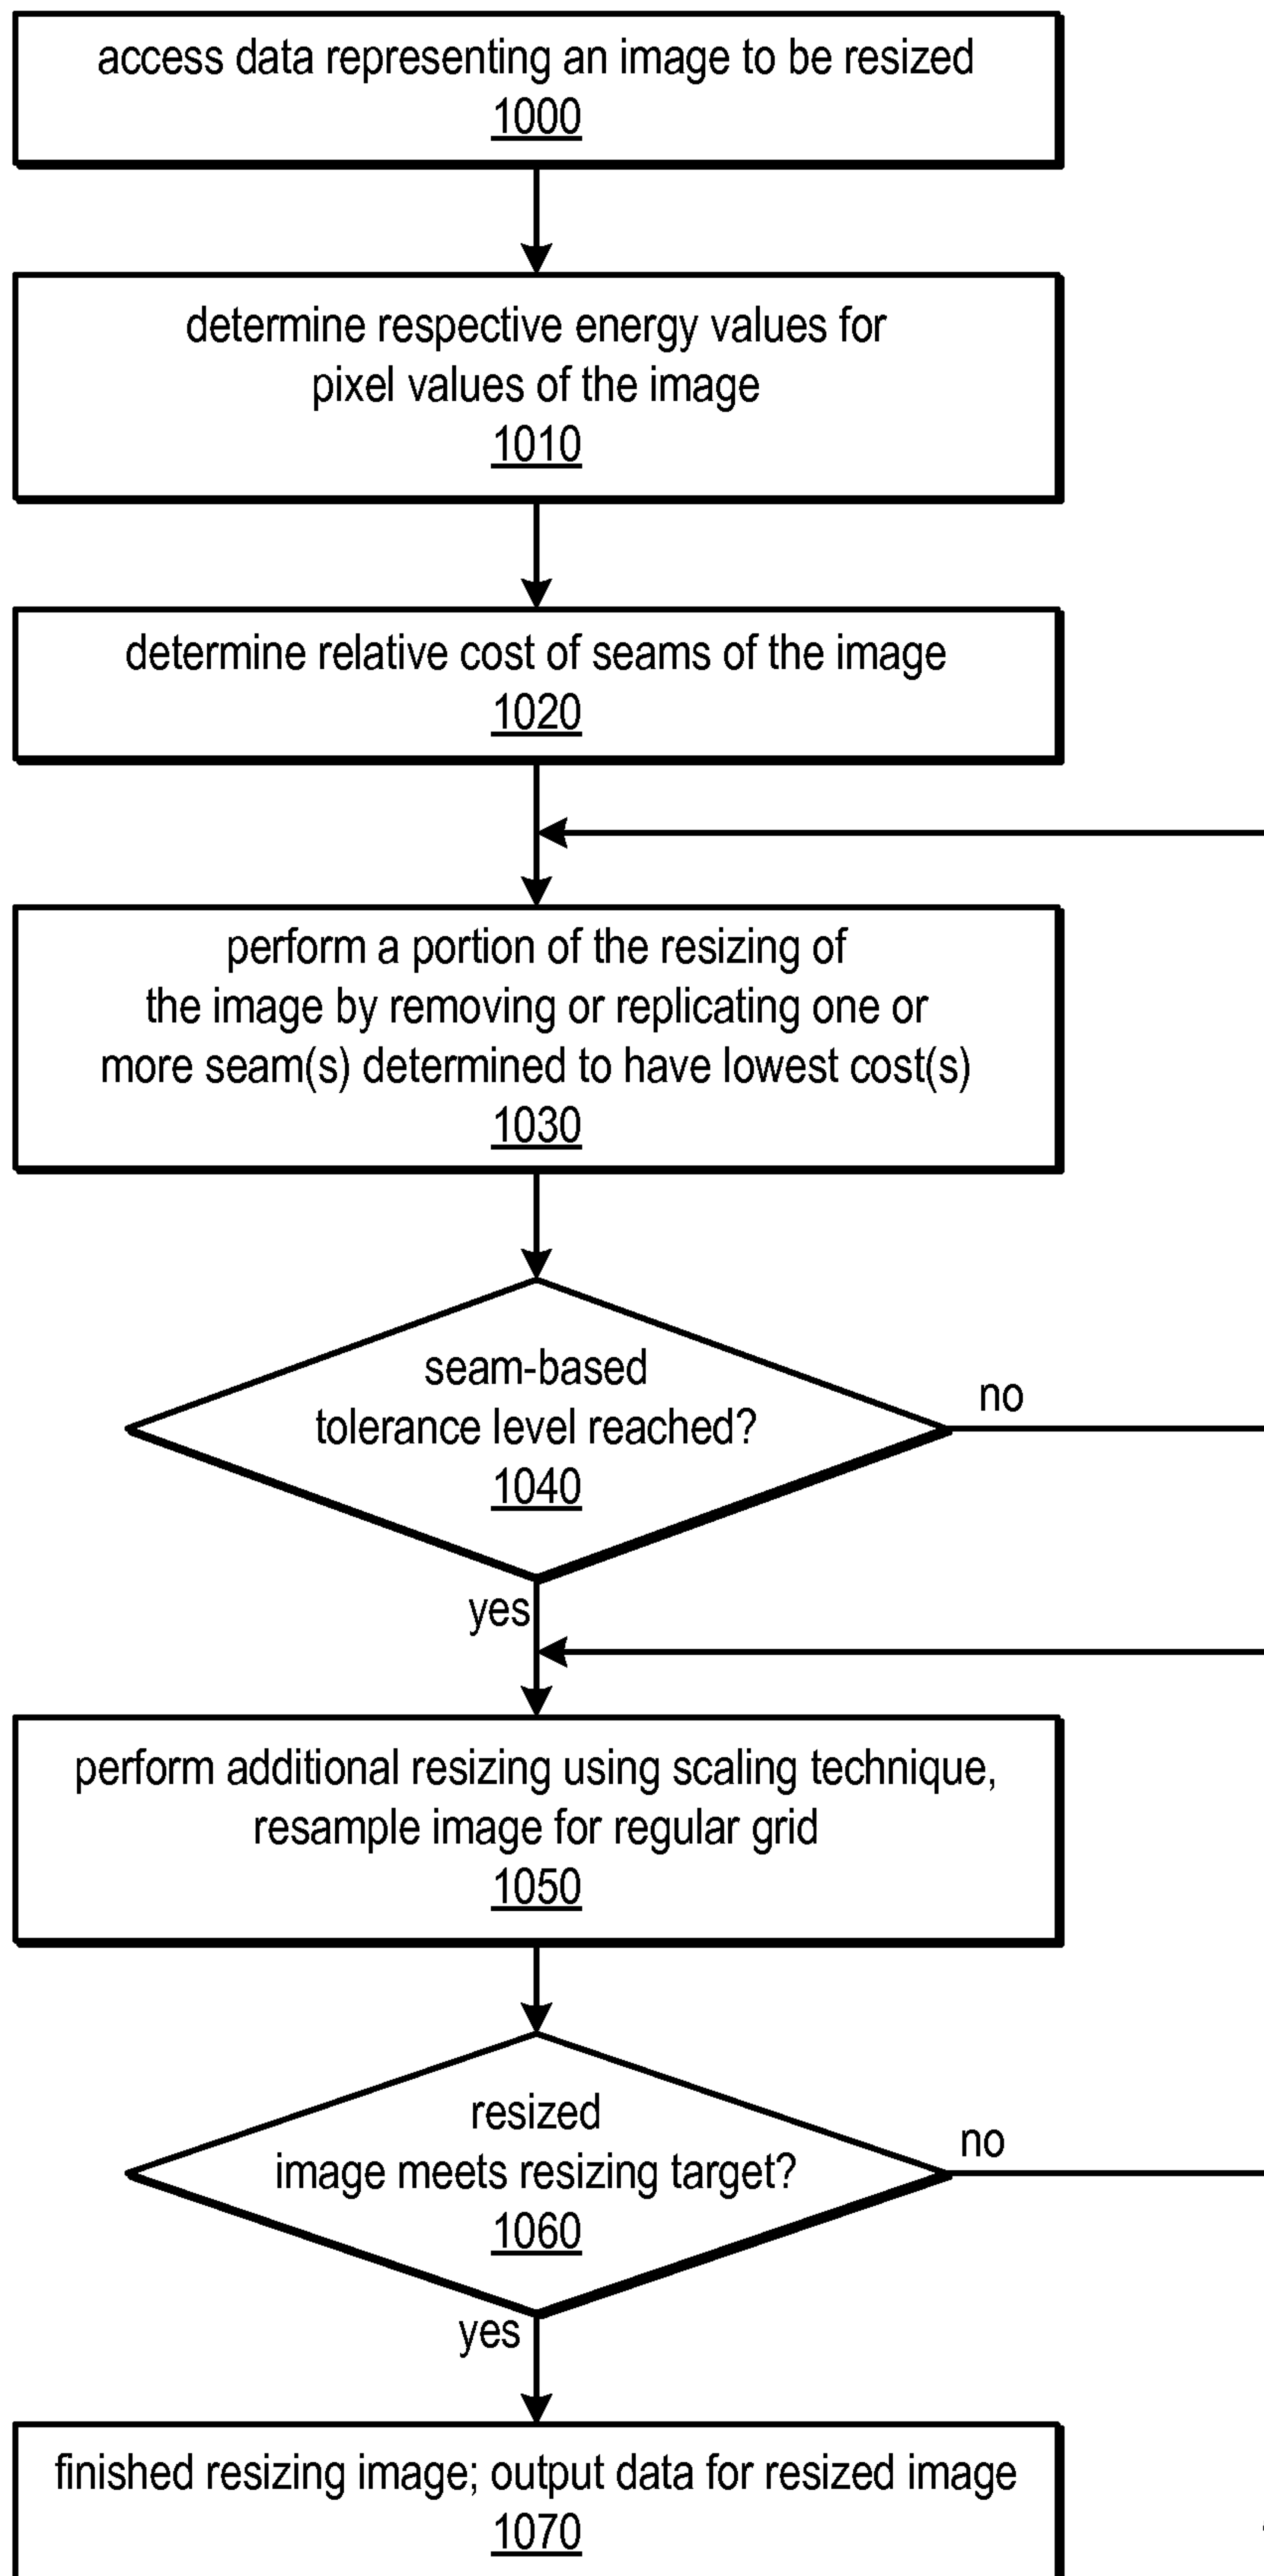 access data representing an image to be resized
1000
determine respective energy values for
pixel values of the image
1010
determine relative cost of seams of the image
1020
perform a portion of the resizing of
the image by removing or replicating one or
more seam(s) determined to have lowest cost(s)
1030
seam-based
tolerance level reached?
1040
no
yes
perform additional resizing using scaling technique,
resample image for regular grid
1050
resized
image meets resizing target?
1060
no
yes
finished resizing image; output data for resized image
1070